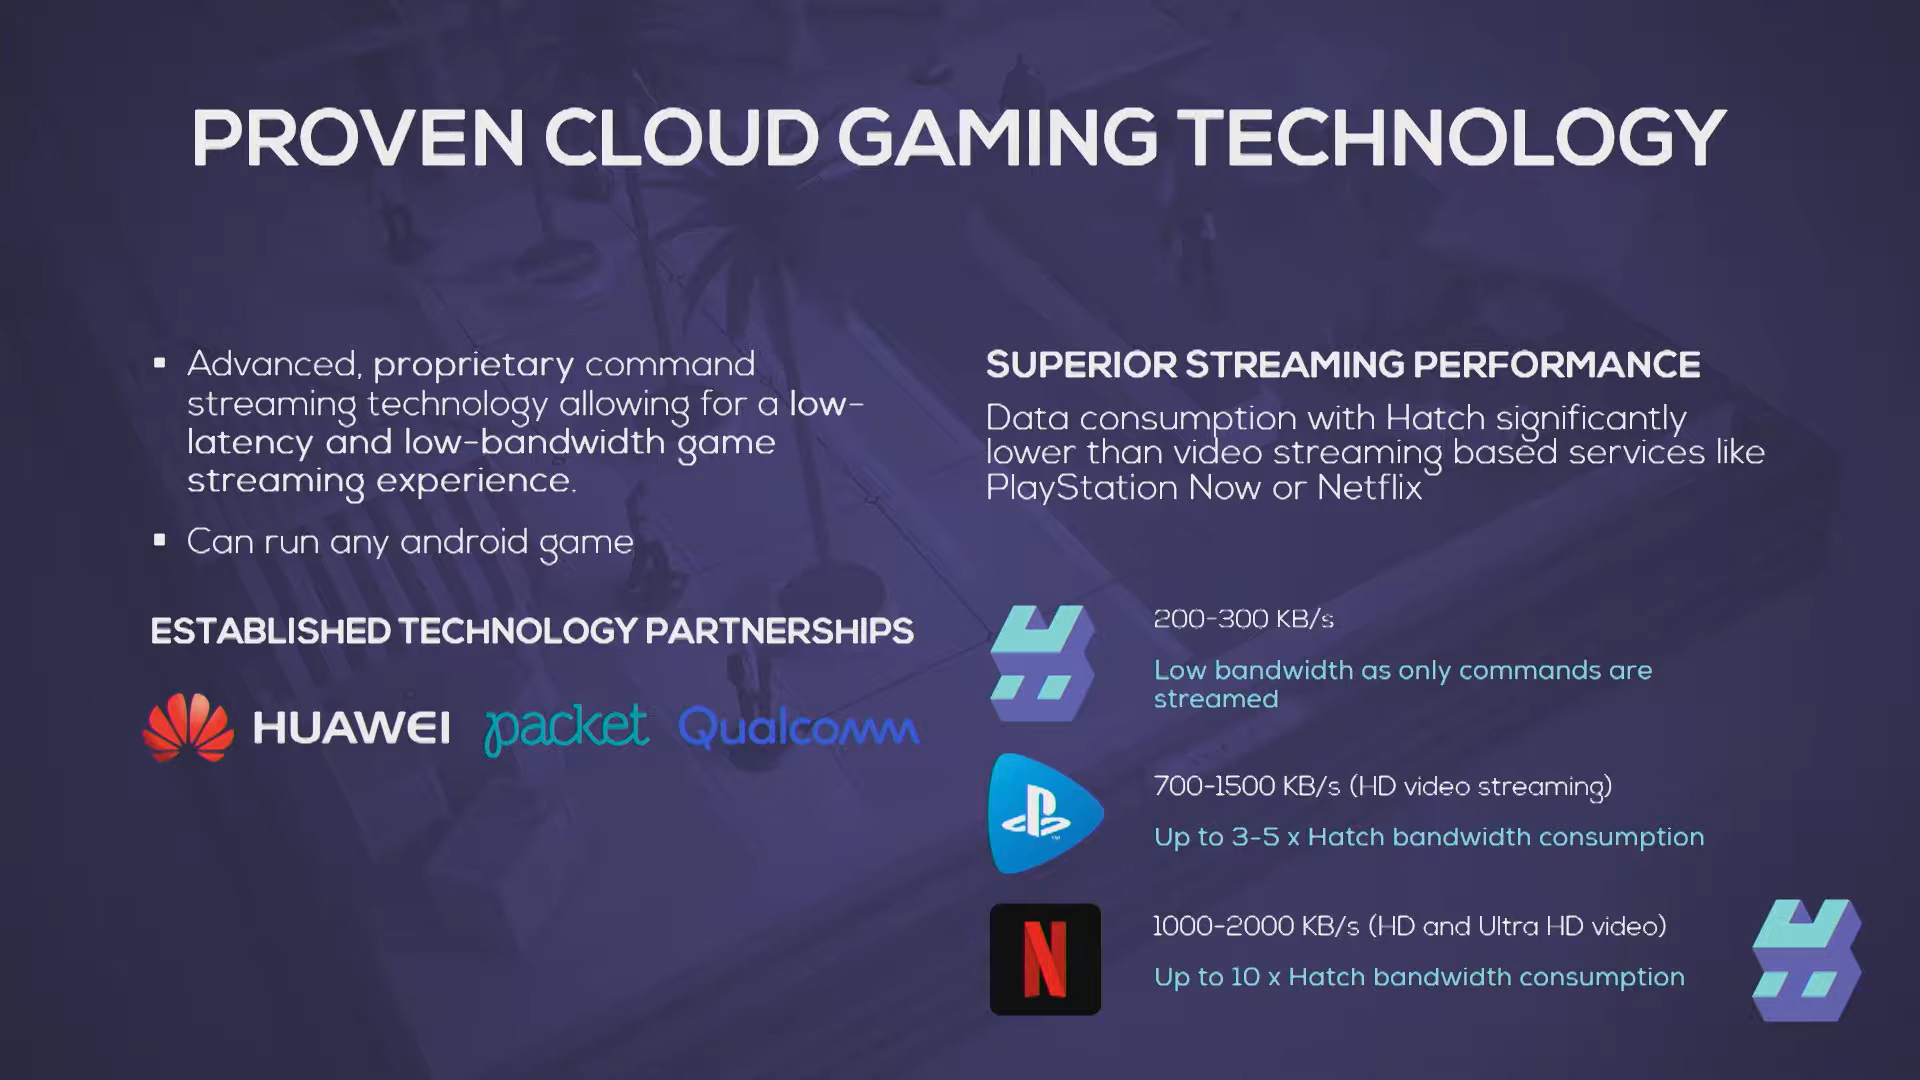 PROVEN CLOUD GAMING TECHNOLOGY
▪ Advanced, proprietary command
streaming technology allowing for a low-
latency and low-bandwidth game
streaming experience.
▪ Can run any android game
ESTABLISHED TECHNOLOGY PARTNERSHIPS
HUAWEI packet Qualcomm
SUPERIOR STREAMING PERFORMANCE
Data consumption with Hatch significantly
lower than video streaming based services like
PlayStation Now or Netflix
200-300 KB/s
Low bandwidth as only commands are
streamed
700-1500 KB/s (HD video streaming)
Up to 3-5 x Hatch bandwidth consumption
1000-2000 KB/s (HD and Ultra HD video)
Up to 10 x Hatch bandwidth consumption